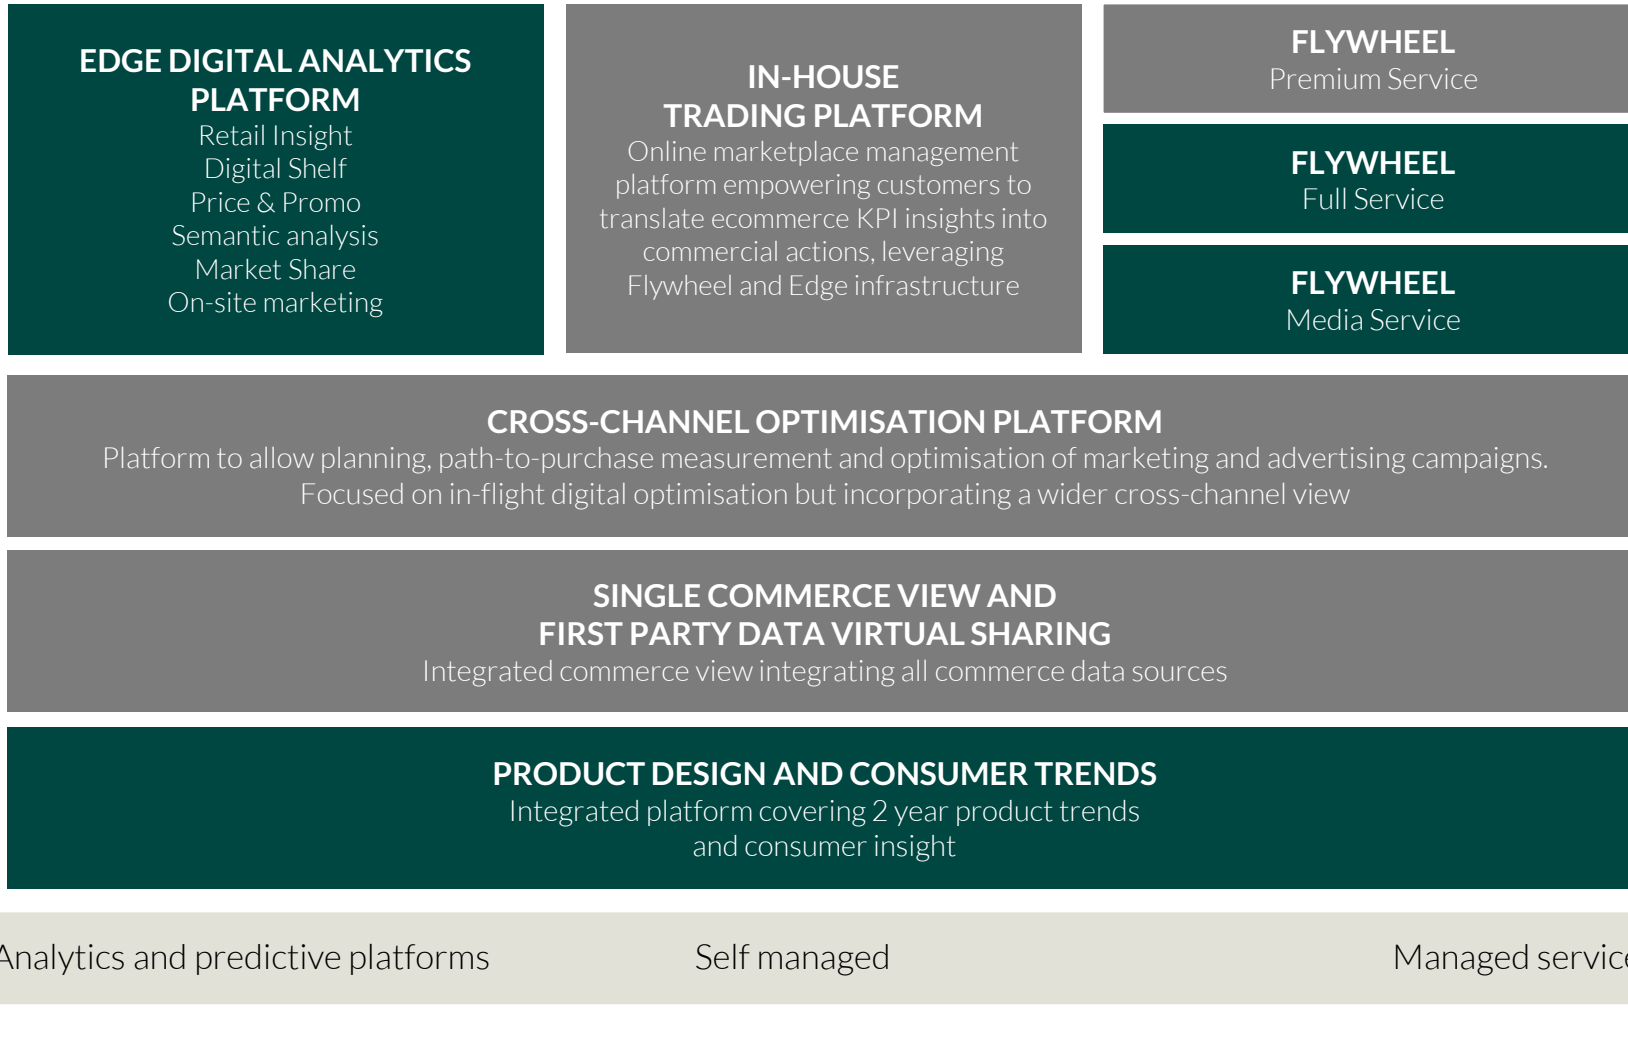 EDGE DIGITAL ANALYTICS
PLATFORM
Retail Insight
Digital Shelf
Price & Promo
Semantic analysis
Market Share
On-site marketing
IN-HOUSE
TRADING PLATFORM
Online marketplace management
platform empowering customers to
translate ecommerce KPI insights into
commercial actions, leveraging
Flywheel and Edge infrastructure
FLYWHEEL
Premium Service
FLYWHEEL
Full Service
FLYWHEEL
Media Service
CROSS-CHANNEL OPTIMISATION PLATFORM
Platform to allow planning, path-to-purchase measurement and optimisation of marketing and advertising campaigns.
Focused on in-flight digital optimisation but incorporating a wider cross-channel view
SINGLE COMMERCE VIEW AND
FIRST PARTY DATA VIRTUAL SHARING
Integrated commerce view integrating all commerce data sources
PRODUCT DESIGN AND CONSUMER TRENDS
Integrated platform covering 2 year product trends
and consumer insight
Analytics and predictive platforms
Self managed
Managed service